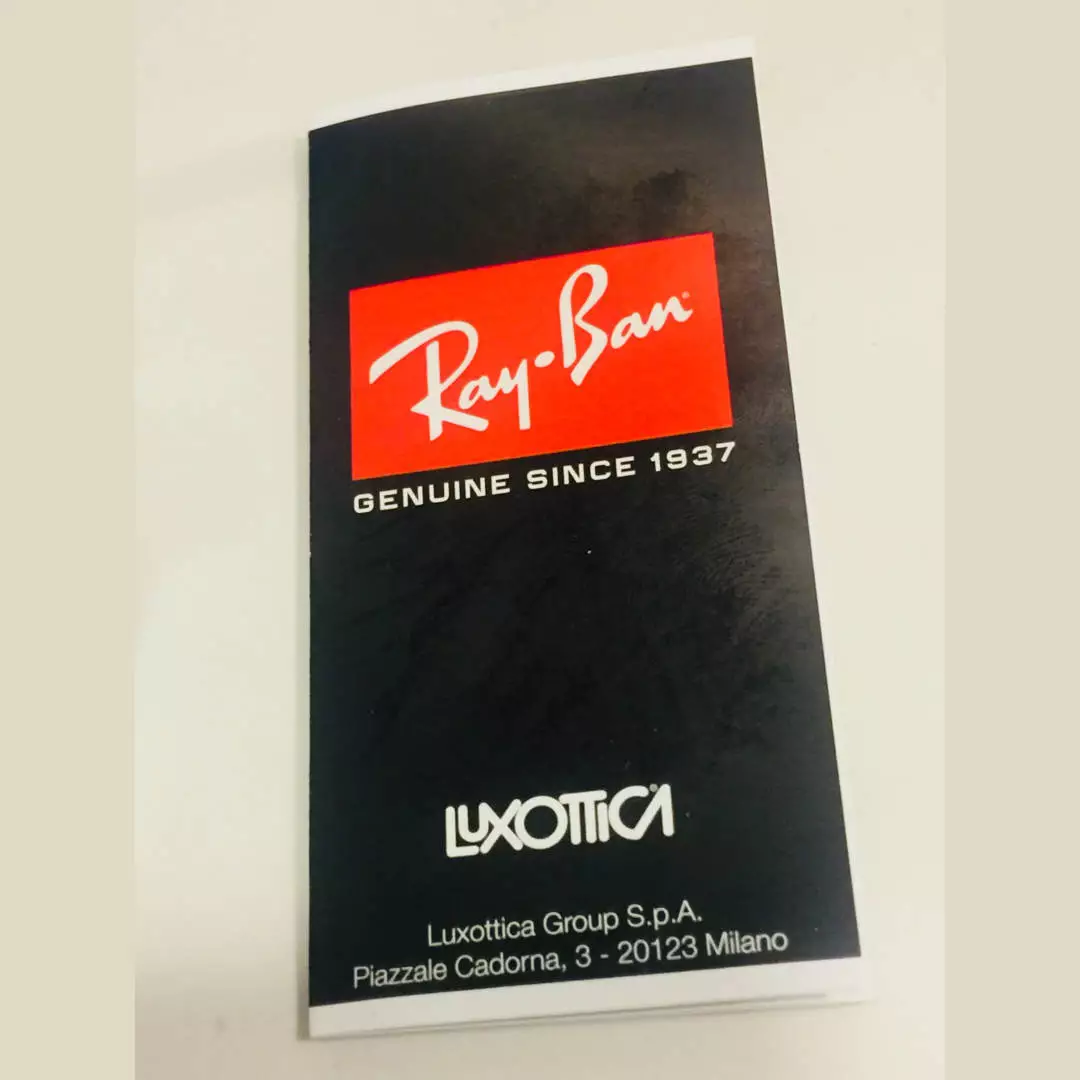 Ray-Ban®
GENUINE SINCE 1937
LUXOTTICA
Luxottica Group S.p.A.
Piazzale Cadorna, 3 - 20123 Milano